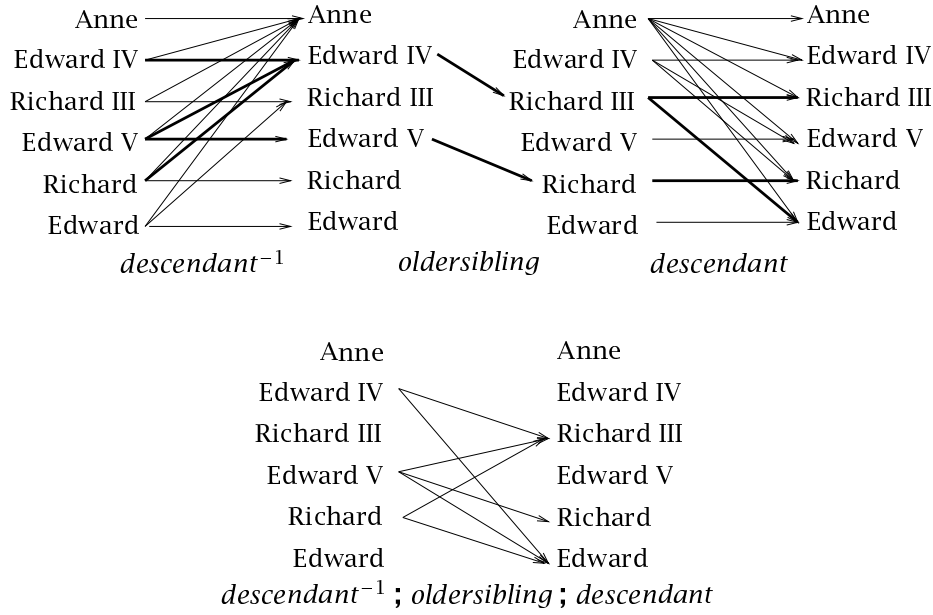 Anne Anne Anne Anne
Edward IV Edward IV Edward IV Edward IV
Richard III Richard III Richard III Richard III
Edward V Edward V Edward V Edward V
Richard Richard Richard Richard
Edward Edward Edward Edward
descendant⁻¹ oldersibling descendant
Anne Anne
Edward IV Edward IV
Richard III Richard III
Edward V Edward V
Richard Richard
Edward Edward
descendant⁻¹ ; oldersibling ; descendant